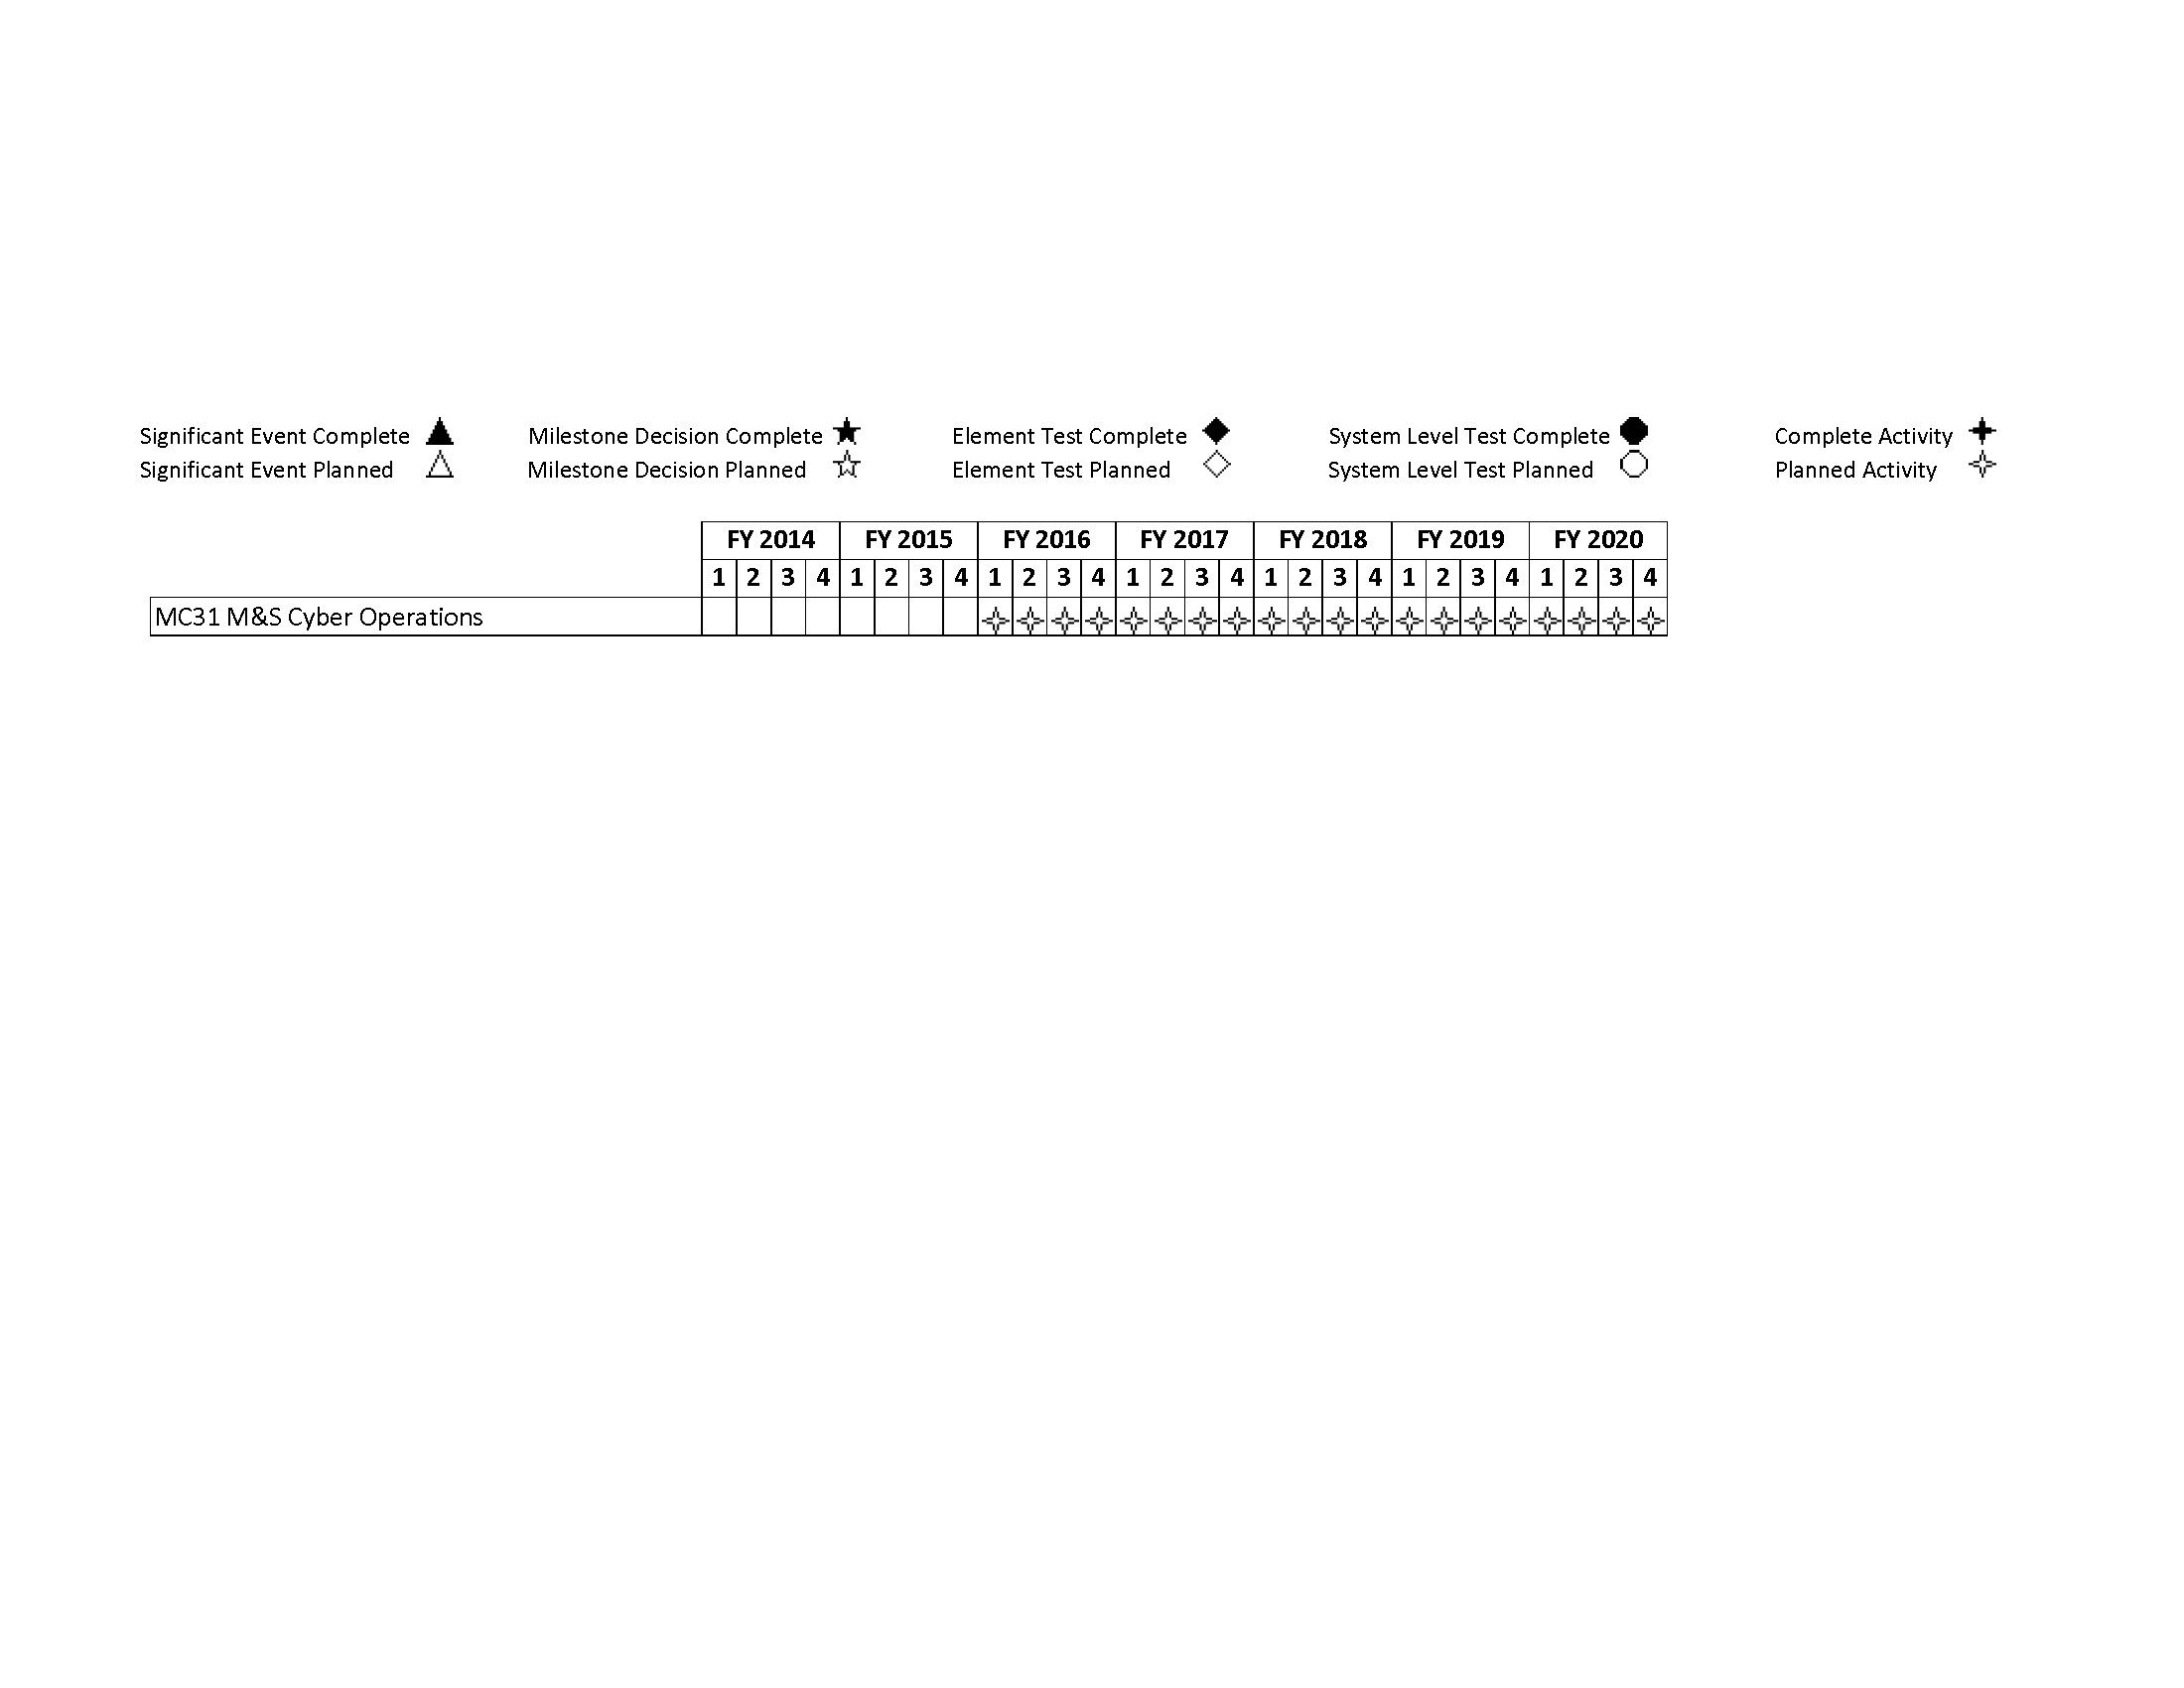 Significant Event Complete Milestone Decision Complete Element Test Complete System Level Test Complete Complete Activity
Significant Event Planned Milestone Decision Planned Element Test Planned System Level Test Planned Planned Activity
FY 2014 FY 2015 FY 2016 FY 2017 FY 2018 FY 2019 FY 2020
1 2 3 4 1 2 3 4 1 2 3 4 1 2 3 4 1 2 3 4 1 2 3 4 1 2 3 4
MC31 M&S Cyber Operations